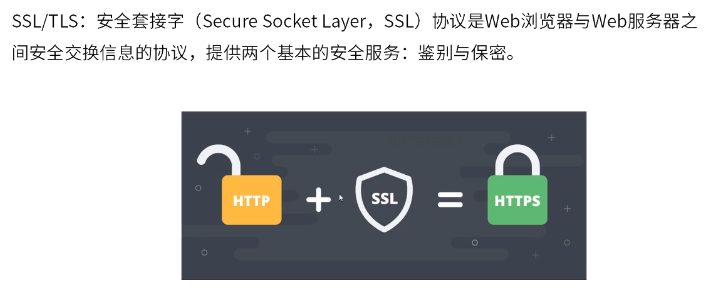 SSL/TLS：安全套接字（Secure Socket Layer，SSL）协议是Web浏览器与Web服务器之
间安全交换信息的协议，提供两个基本的安全服务：鉴别与保密。
HTTP + SSL = HTTPS